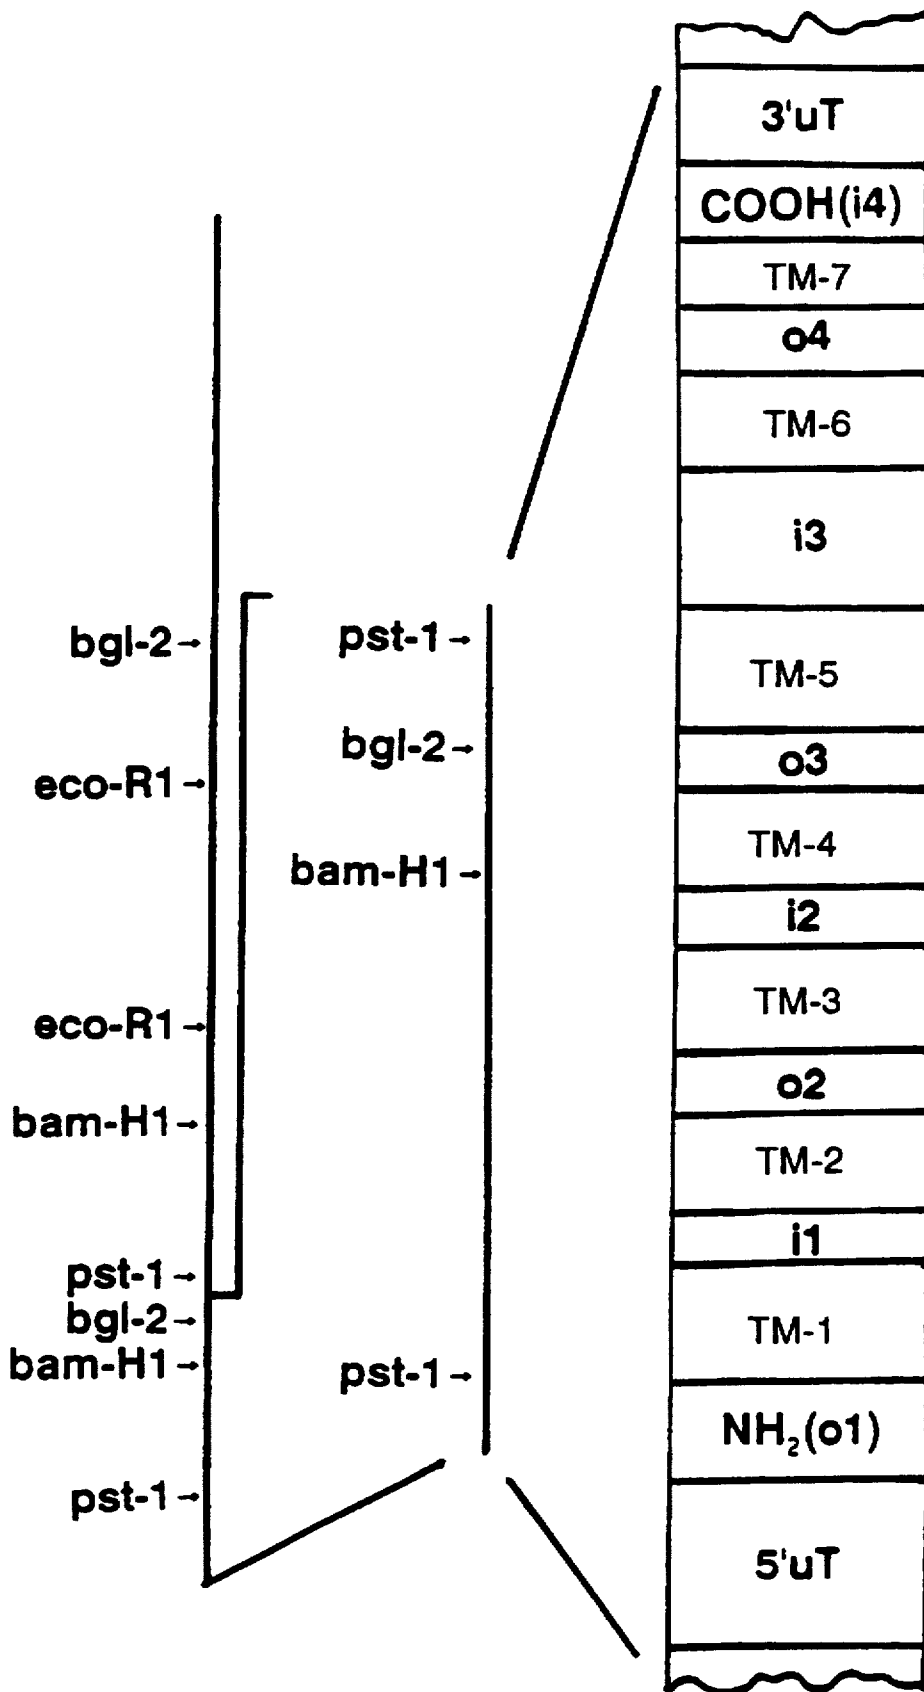 bgl-2
eco-R1
eco-R1
bam-H1
pst-1
bgl-2
bam-H1
pst-1
pst-1
bgl-2
bam-H1
pst-1
3'uT
COOH(i4)
TM-7
o4
TM-6
i3
TM-5
o3
TM-4
i2
TM-3
o2
TM-2
i1
TM-1
NH₂(o1)
5'uT